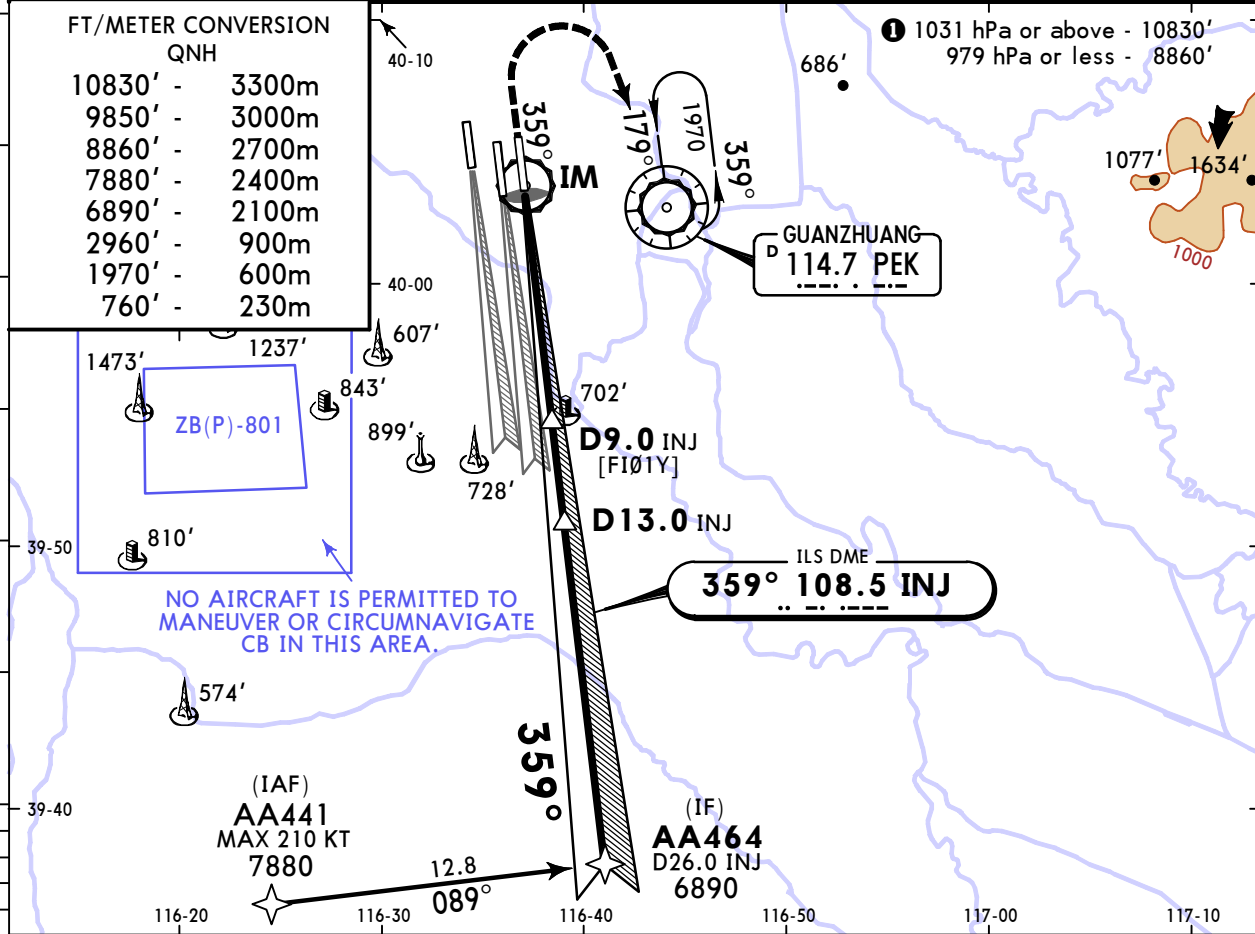 FT/METER CONVERSION
QNH
10830' - 3300m
9850' - 3000m
8860' - 2700m
7880' - 2400m
6890' - 2100m
2960' - 900m
1970' - 600m
760' - 230m
40-10
❶ 1031 hPa or above - 10830'
979 hPa or less - 8860'
686'
359°
179°
1970
359°
IM
1077'
1634'
1000
GUANZHUANG
D 114.7 PEK
40-00
607'
1237'
1473'
843'
ZB(P)-801
899'
728'
702'
D9.0 INJ
[FIØ1Y]
D13.0 INJ
810'
39-50
ILS DME
359° 108.5 INJ
NO AIRCRAFT IS PERMITTED TO
MANEUVER OR CIRCUMNAVIGATE
CB IN THIS AREA.
574'
359°
39-40
(IAF)
AA441
MAX 210 KT
7880
12.8
089°
(IF)
AA464
D26.0 INJ
6890
116-20
116-30
116-40
116-50
117-00
117-10